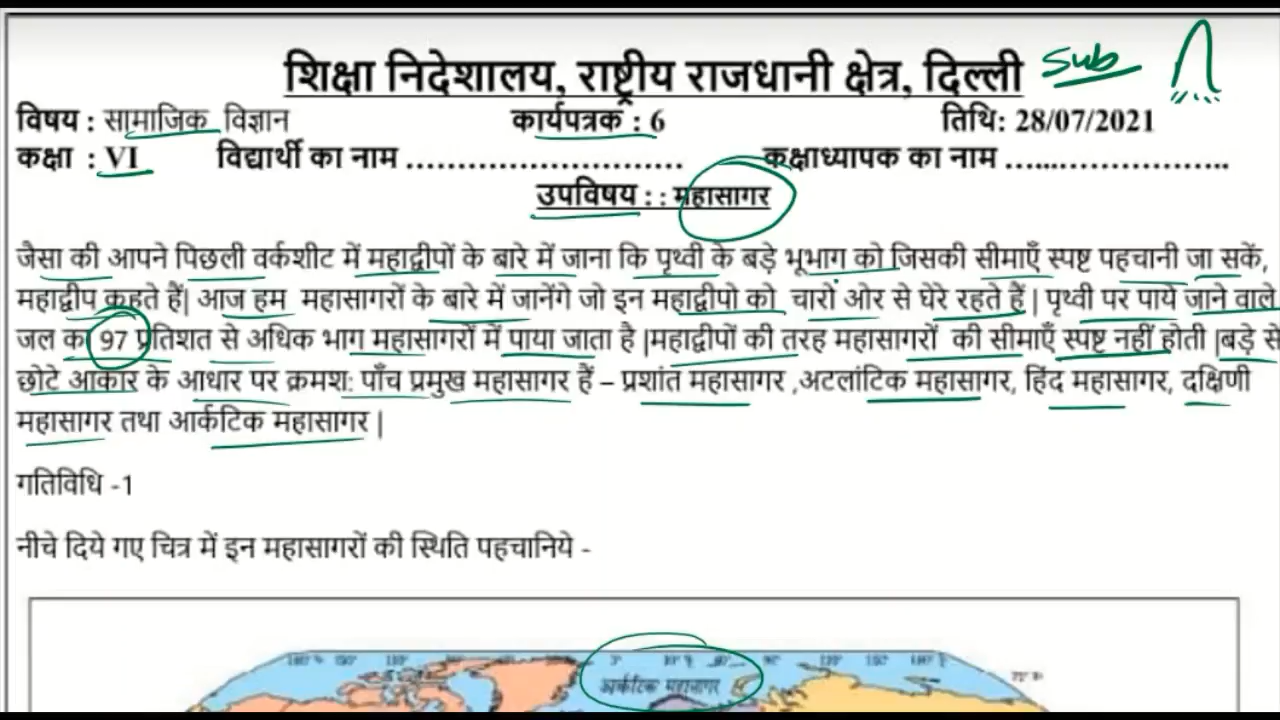 शिक्षा निदेशालय, राष्ट्रीय राजधानी क्षेत्र, दिल्ली sub
विषय : सामाजिक विज्ञान कार्यपत्रक : 6 तिथि: 28/07/2021
कक्षा : VI विद्यार्थी का नाम ............................ कक्षाध्यापक का नाम .........................
उपविषय : : महासागर
जैसा की आपने पिछली वर्कशीट में महाद्वीपों के बारे में जाना कि पृथ्वी के बड़े भूभाग को जिसकी सीमाएँ स्पष्ट पहचानी जा सकें,
महाद्वीप कहते हैं| आज हम महासागरों के बारे में जानेंगे जो इन महाद्वीपो को चारों ओर से घेरे रहते हैं | पृथ्वी पर पाये जाने वाले
जल का 97 प्रतिशत से अधिक भाग महासागरों में पाया जाता है |महाद्वीपों की तरह महासागरों की सीमाएँ स्पष्ट नहीं होती |बड़े से
छोटे आकार के आधार पर क्रमश: पाँच प्रमुख महासागर हैं – प्रशांत महासागर ,अटलांटिक महासागर, हिंद महासागर, दक्षिणी
महासागर तथा आर्कटिक महासागर |
गतिविधि -1
नीचे दिये गए चित्र में इन महासागरों की स्थिति पहचानिये -
आर्कटिक महासागर